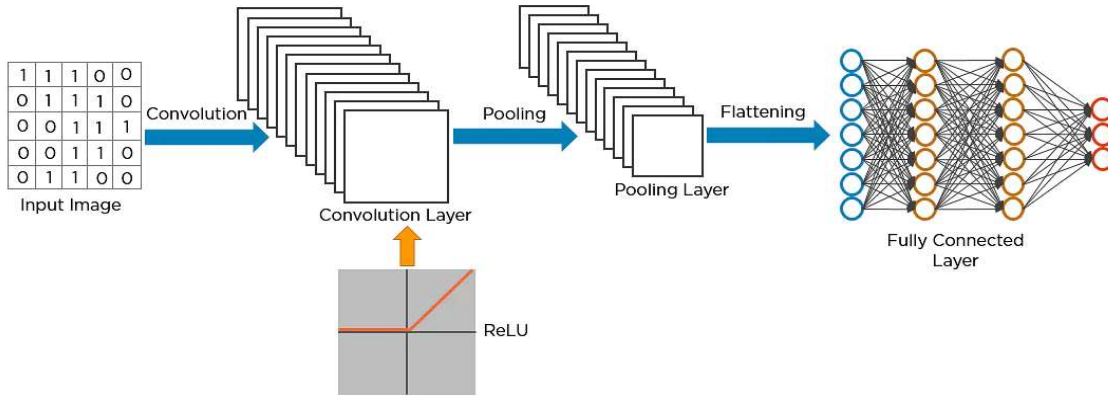 1 1 1 0 0
0 1 1 1 0
0 0 1 1 1
0 0 1 1 0
0 1 1 0 0
Input Image
Convolution
Convolution Layer
Pooling
Pooling Layer
Flattening
Fully Connected
Layer
ReLU